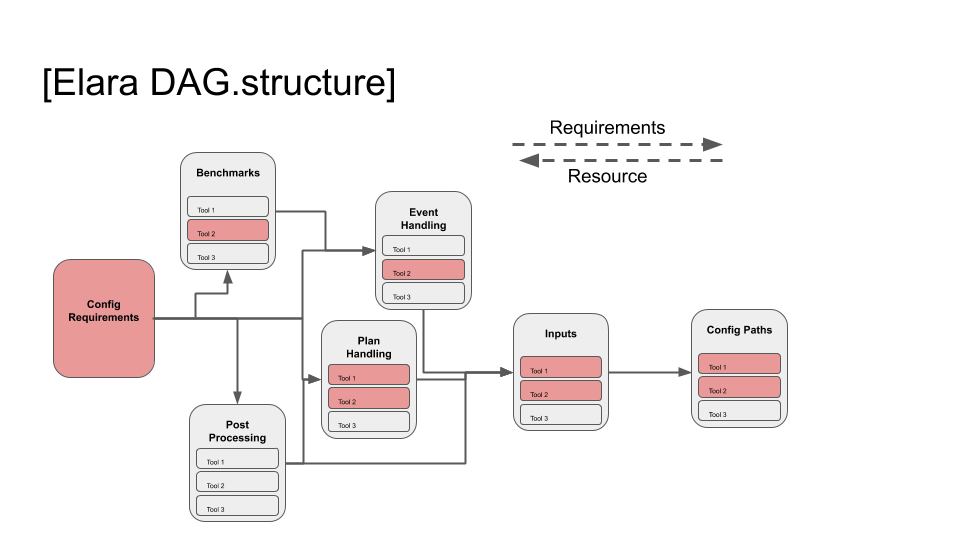 [Elara DAG.structure]
Requirements
Resource
Benchmarks
Tool 1
Tool 2
Tool 3
Event
Handling
Tool 1
Tool 2
Tool 3
Config
Requirements
Plan
Handling
Tool 1
Tool 2
Tool 3
Inputs
Tool 1
Tool 2
Tool 3
Config Paths
Tool 1
Tool 2
Tool 3
Post
Processing
Tool 1
Tool 2
Tool 3